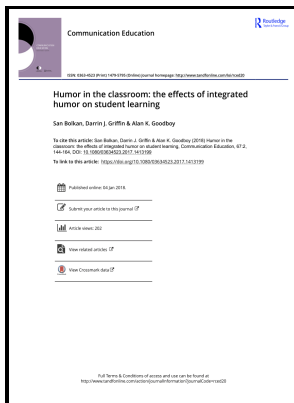 Routledge
Communication Education
ISSN: 0363-4523 (Print) 1479-5795 (Online) Journal homepage: http://www.tandfonline.com/loi/rced20
Humor in the classroom: the effects of integrated
humor on student learning
San Bolkan, Darrin J. Griffin & Alan K. Goodboy
To cite this article: San Bolkan, Darrin J. Griffin & Alan K. Goodboy (2018) Humor in the
classroom: the effects of integrated humor on student learning, Communication Education, 67:2,
144-164, DOI: 10.1080/03634523.2017.1413199
To link to this article: https://doi.org/10.1080/03634523.2017.1413199
Published online: 04 Jan 2018.
Submit your article to this journal
Article views: 202
View related articles
View Crossmark data
Full Terms & Conditions of access and use can be found at
http://www.tandfonline.com/action/journalInformation?journalCode=rced20